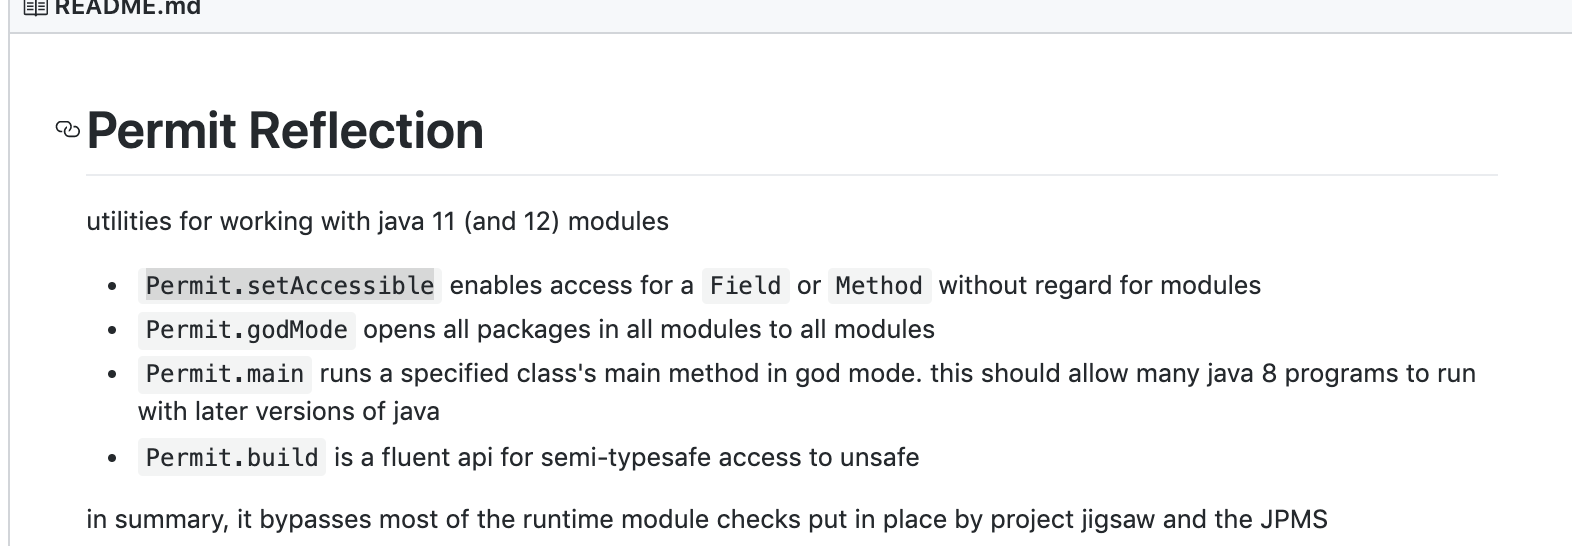 README.md
Permit Reflection
utilities for working with java 11 (and 12) modules
• Permit.setAccessible enables access for a Field or Method without regard for modules
• Permit.godMode opens all packages in all modules to all modules
• Permit.main runs a specified class's main method in god mode. this should allow many java 8 programs to run
with later versions of java
• Permit.build is a fluent api for semi-typesafe access to unsafe
in summary, it bypasses most of the runtime module checks put in place by project jigsaw and the JPMS